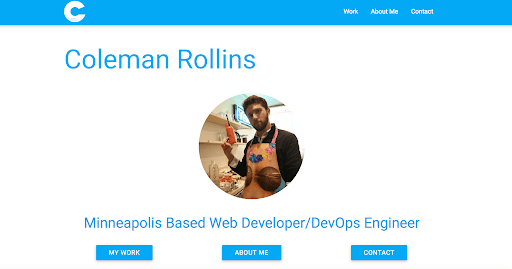 Work About Me Contact
Coleman Rollins
Minneapolis Based Web Developer/DevOps Engineer
MY WORK ABOUT ME CONTACT